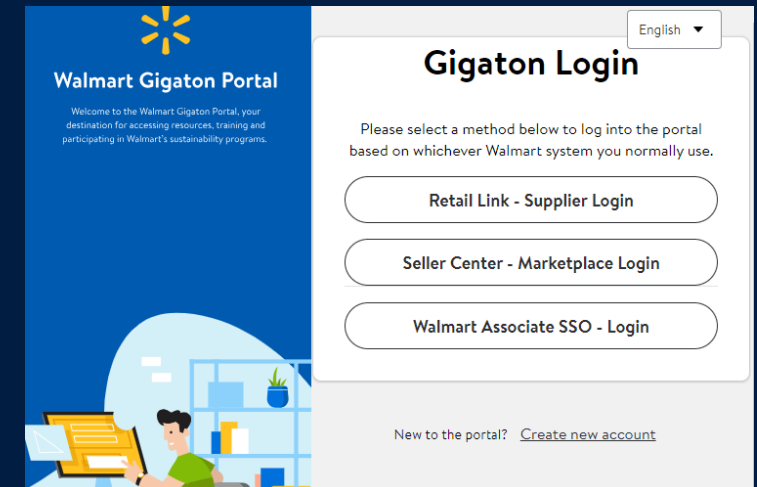 Walmart Gigaton Portal
Welcome to the Walmart Gigaton Portal, your
destination for accessing resources, training and
participating in Walmart's sustainability programs.
English
Gigaton Login
Please select a method below to log into the portal
based on whichever Walmart system you normally use.
Retail Link - Supplier Login
Seller Center - Marketplace Login
Walmart Associate SSO - Login
New to the portal? Create new account